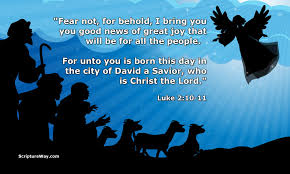 "Fear not, for behold, I bring you
you good news of great joy that
will be for all the people.
For unto you is born this day in
the city of David a Savior, who
is Christ the Lord."
Luke 2:10-11
ScriptureWay.com